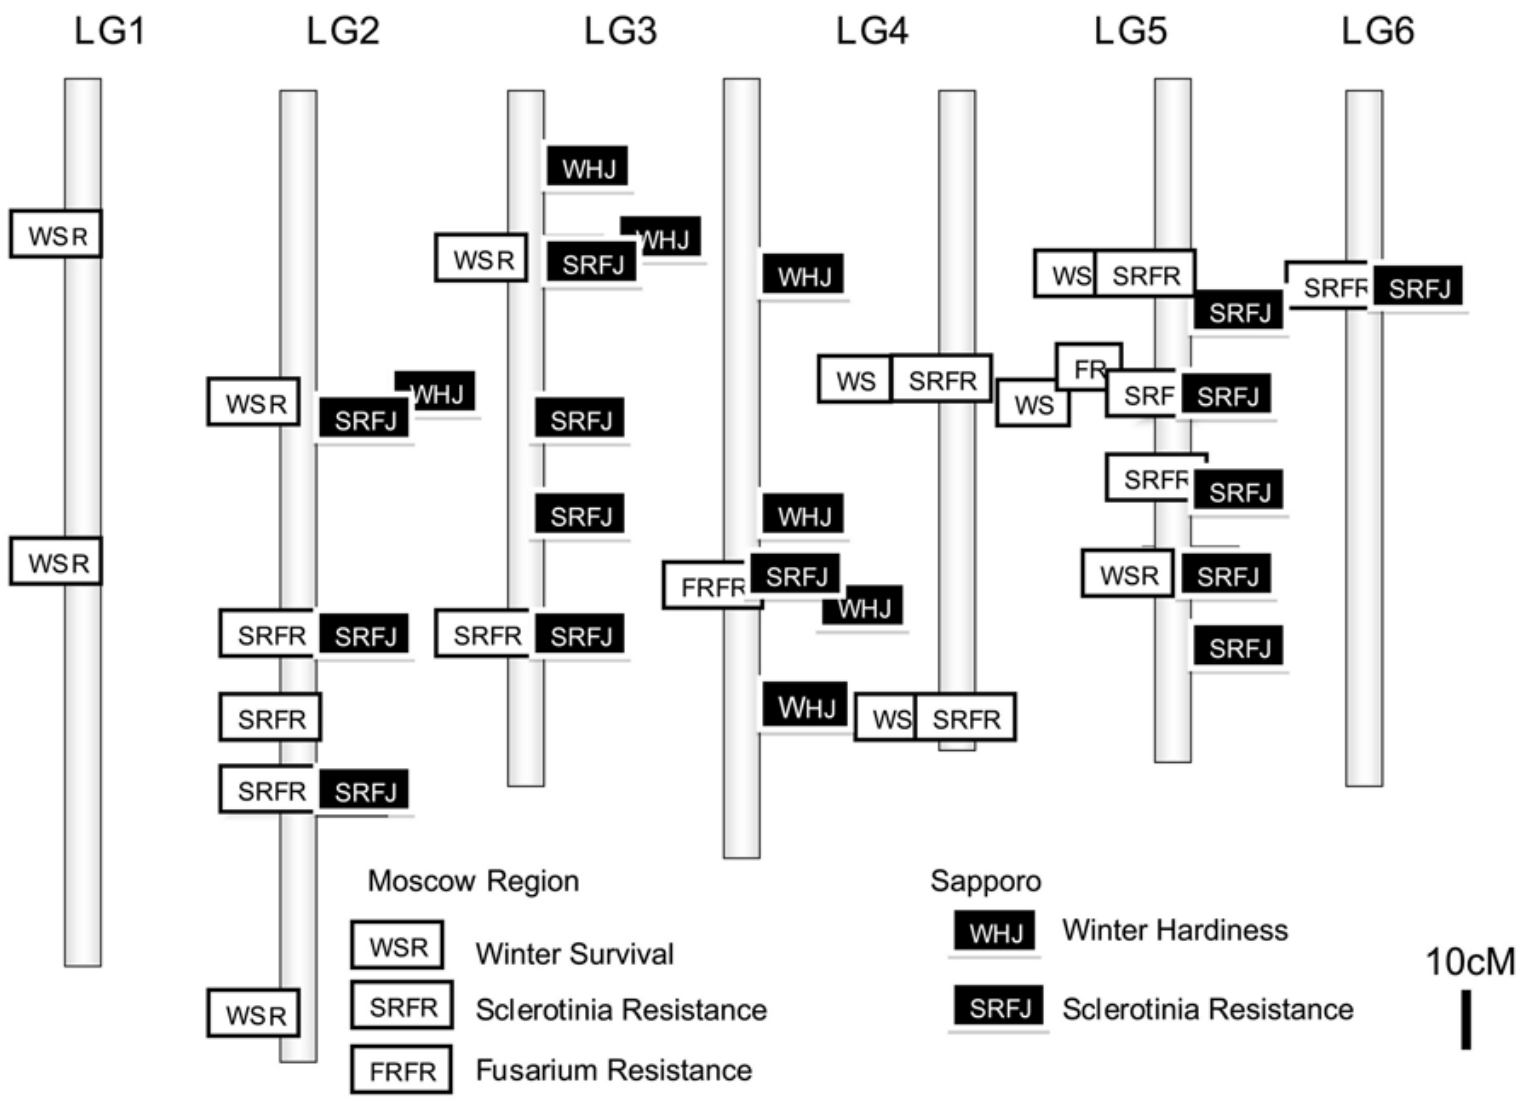 LG1 LG2 LG3 LG4 LG5 LG6
WHJ
WSR WSR SRFJ WHJ
WHJ WS SRFR SRFR SRFJ
SRFJ
WS SRFR FR
WSR SRFJ WHJ SRFJ WS SRF SRFJ
SRFR SRFJ
SRFJ WHJ
WSR FRFR SRFJ WHJ WSR SRFJ
SRFR SRFJ SRFR SRFJ SRFJ
SRFR WHJ WS SRFR
SRFR SRFJ
Moscow Region
WSR Winter Survival
SRFR Sclerotinia Resistance
FRFR Fusarium Resistance
Sapporo
WHJ Winter Hardiness
SRFJ Sclerotinia Resistance
10cM
WSR